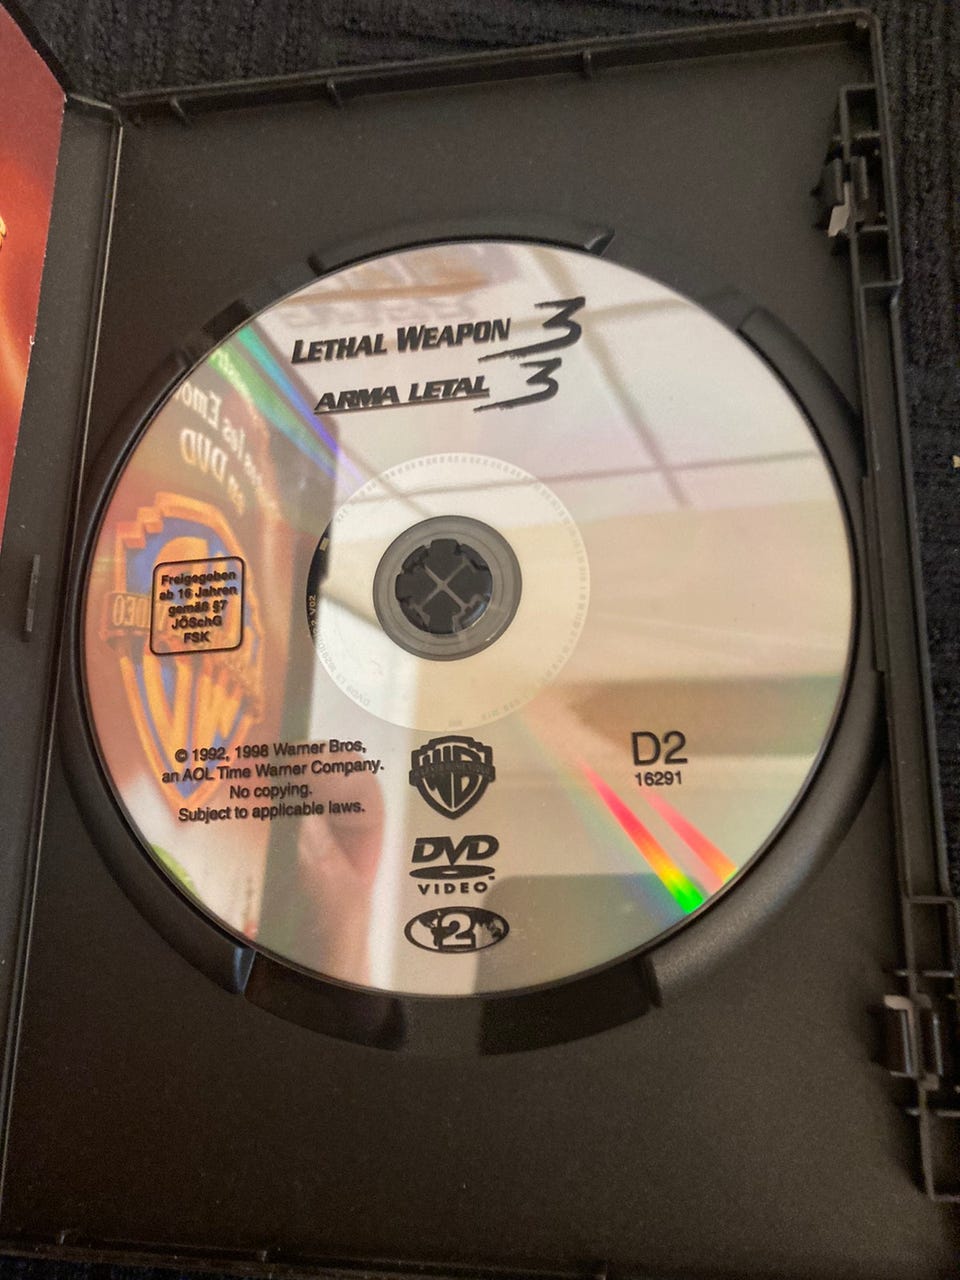 LETHAL WEAPON 3
ARMA LETAL 3
Freigegeben
ab 16 Jahren
gemäß §7
JÖSchG
FSK
© 1992, 1998 Warner Bros,
an AOL Time Warner Company.
No copying.
Subject to applicable laws.
D2
16291
WB
DVD
VIDEO™
2